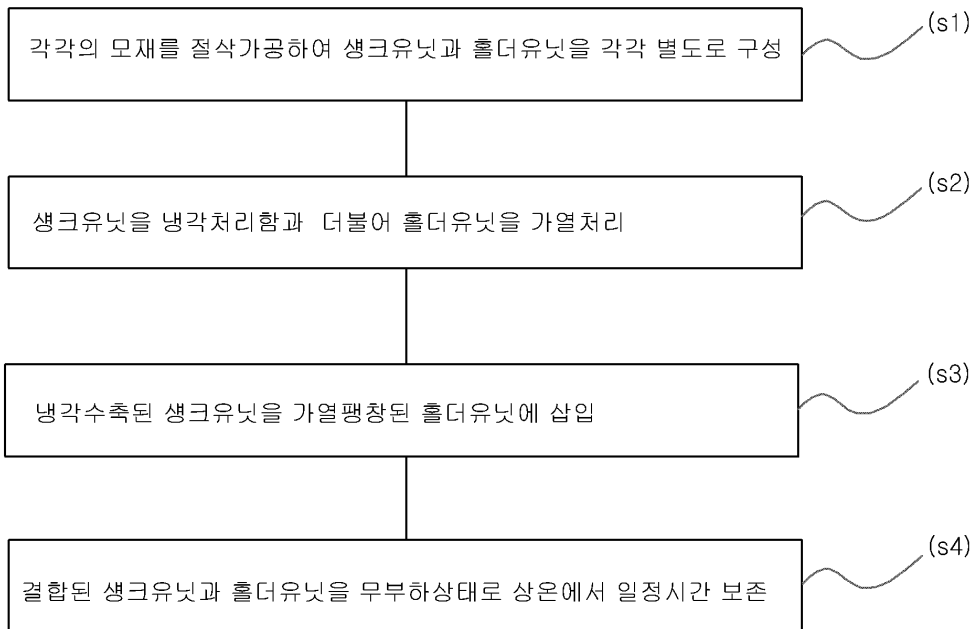 각각의 모재를 절삭가공하여 섕크유닛과 홀더유닛을 각각 별도로 구성
(s1)
섕크유닛을 냉각처리함과 더불어 홀더유닛을 가열처리
(s2)
냉각수축된 섕크유닛을 가열팽창된 홀더유닛에 삽입
(s3)
결합된 섕크유닛과 홀더유닛을 무부하상태로 상온에서 일정시간 보존
(s4)